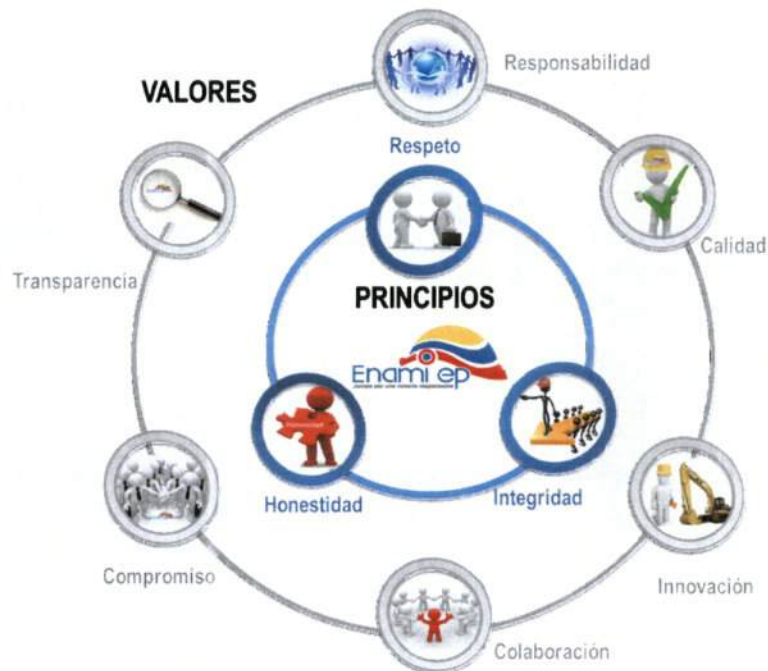 VALORES
Responsabilidad
Respeto
Calidad
Transparencia
PRINCIPIOS
Enami ep
Honestidad
Integridad
Compromiso
Innovación
Colaboración